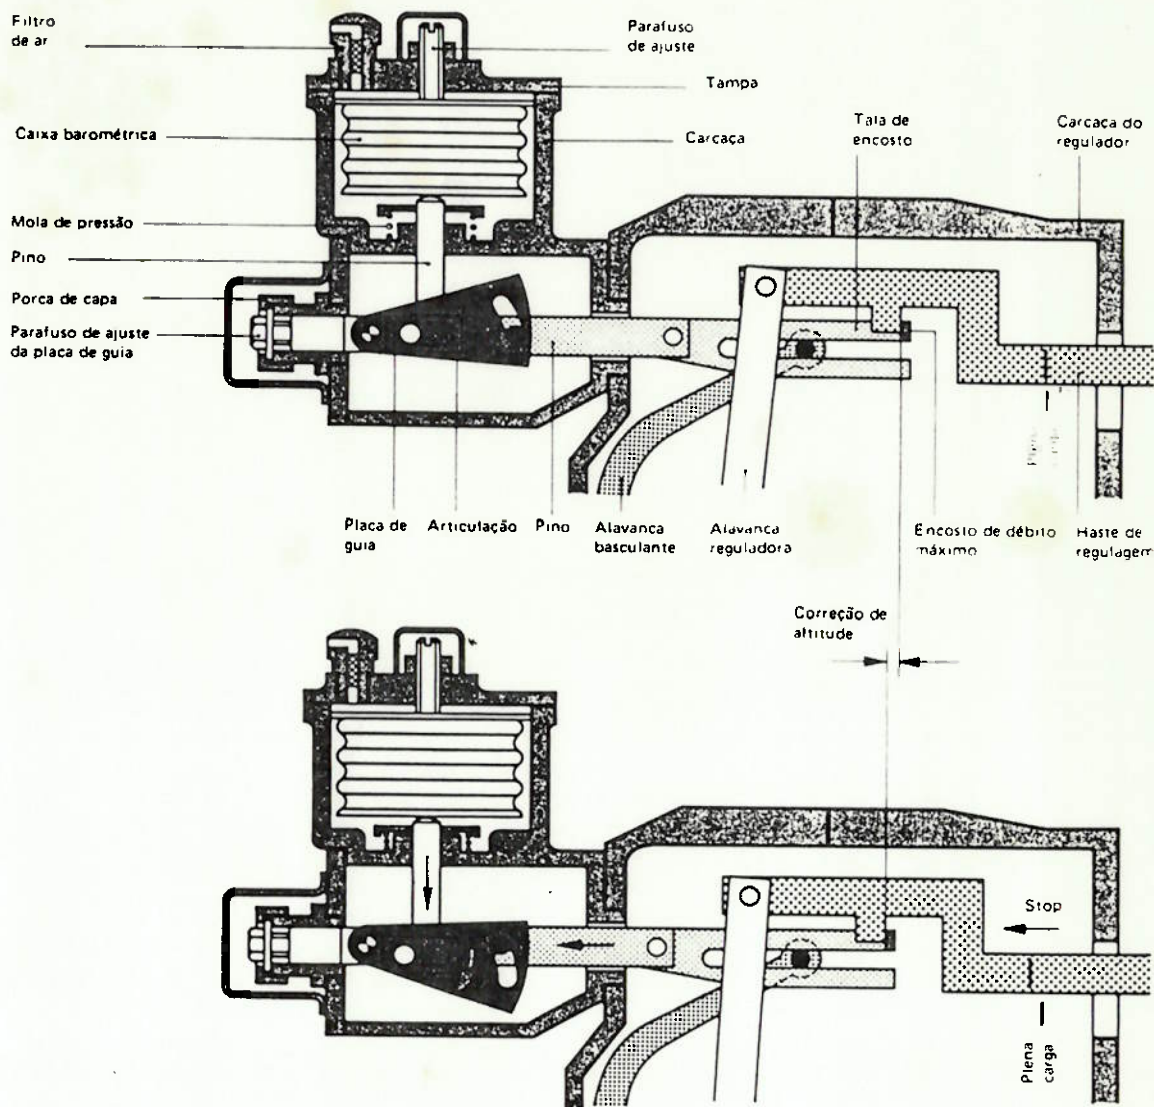 Filtro
de ar
Parafuso
de ajuste
Tampa
Caixa barométrica
Carcaça
Tala de
encosto
Carcaça do
regulador
Mola de pressão
Pino
Porca de capa
Parafuso de ajuste
da placa de guia
Placa de
guia
Articulação
Pino
Alavanca
basculante
Alavanca
reguladora
Encosto de débito
máximo
Haste de
regulagem
Correção de
altitude
Stop
Plena
carga